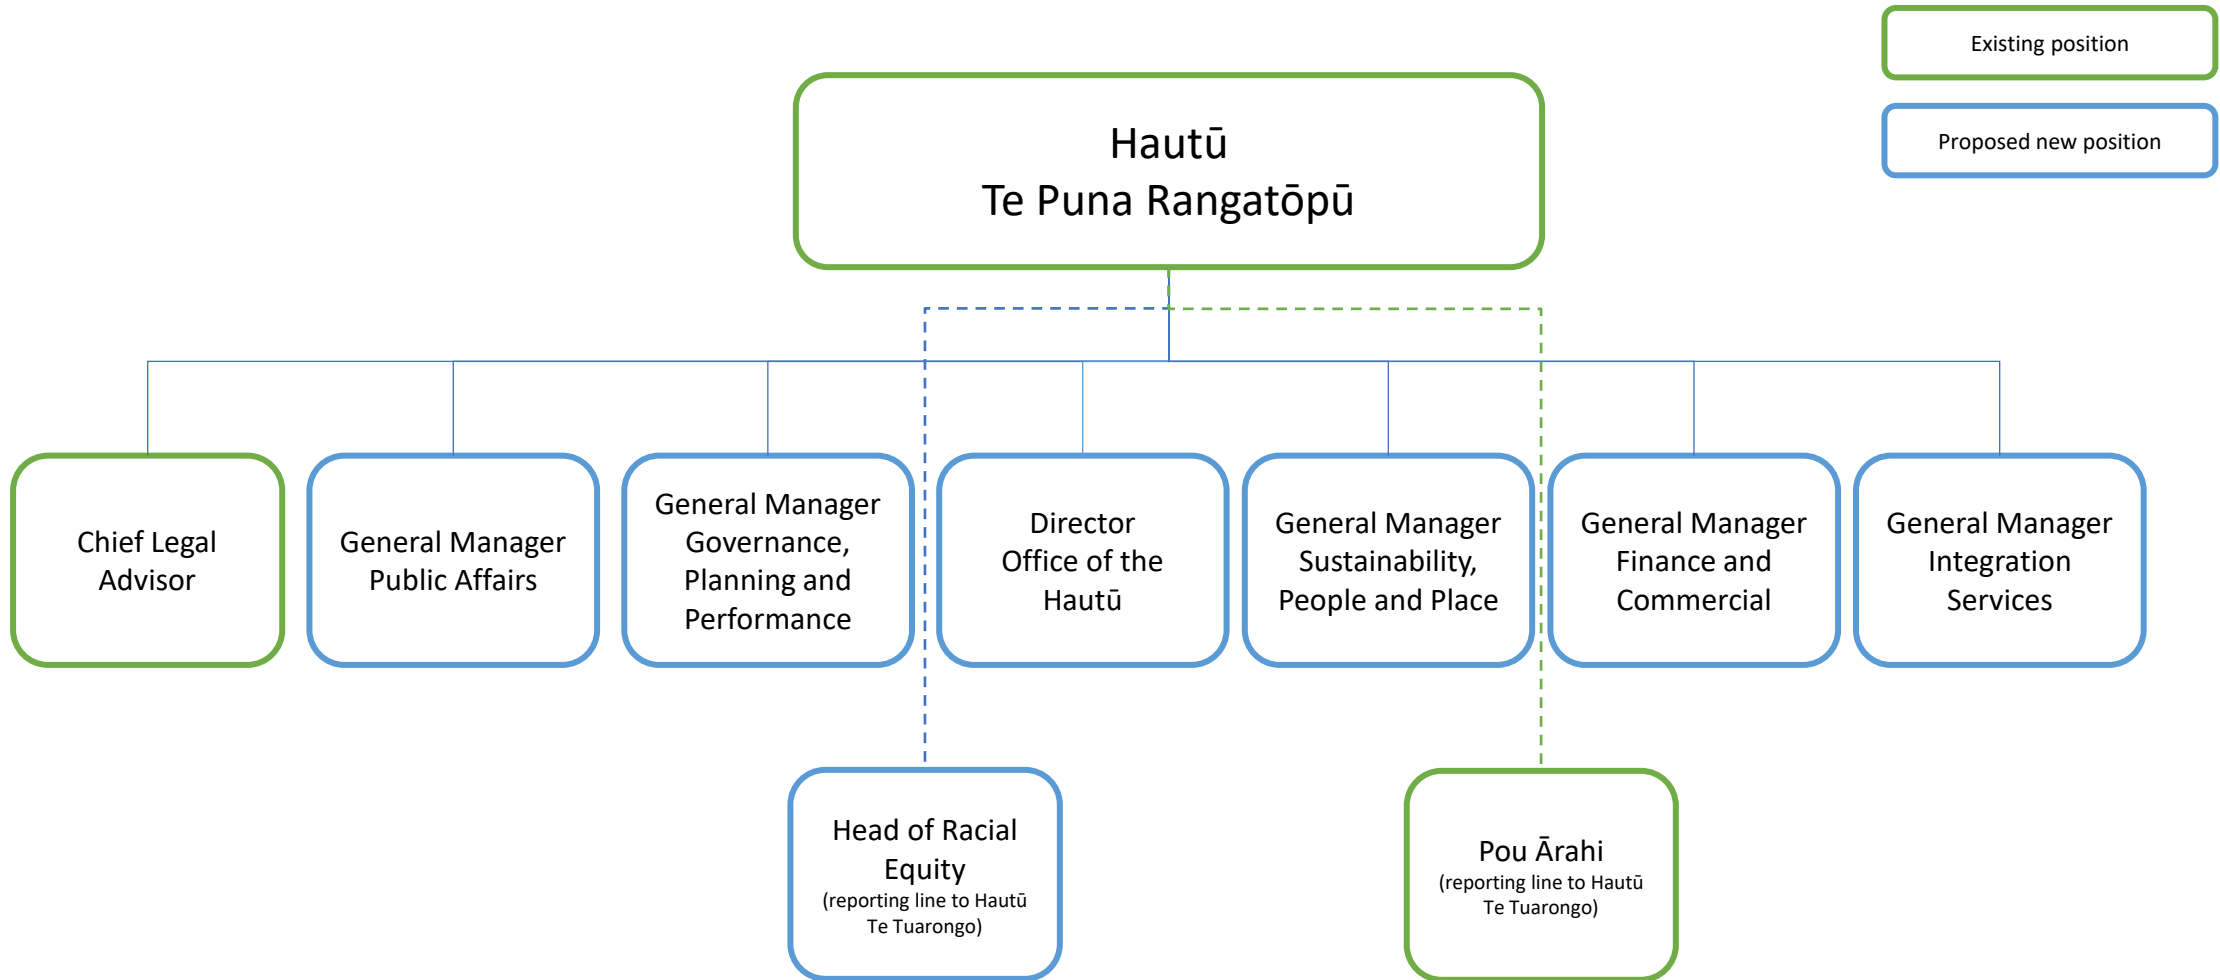 Existing position
Proposed new position
Hautū
Te Puna Rangatōpū
Chief Legal
Advisor
General Manager
Public Affairs
General Manager
Governance,
Planning and
Performance
Director
Office of the
Hautū
General Manager
Sustainability,
People and Place
General Manager
Finance and
Commercial
General Manager
Integration
Services
Head of Racial
Equity
(reporting line to Hautū
Te Tuarongo)
Pou Ārahi
(reporting line to Hautū
Te Tuarongo)